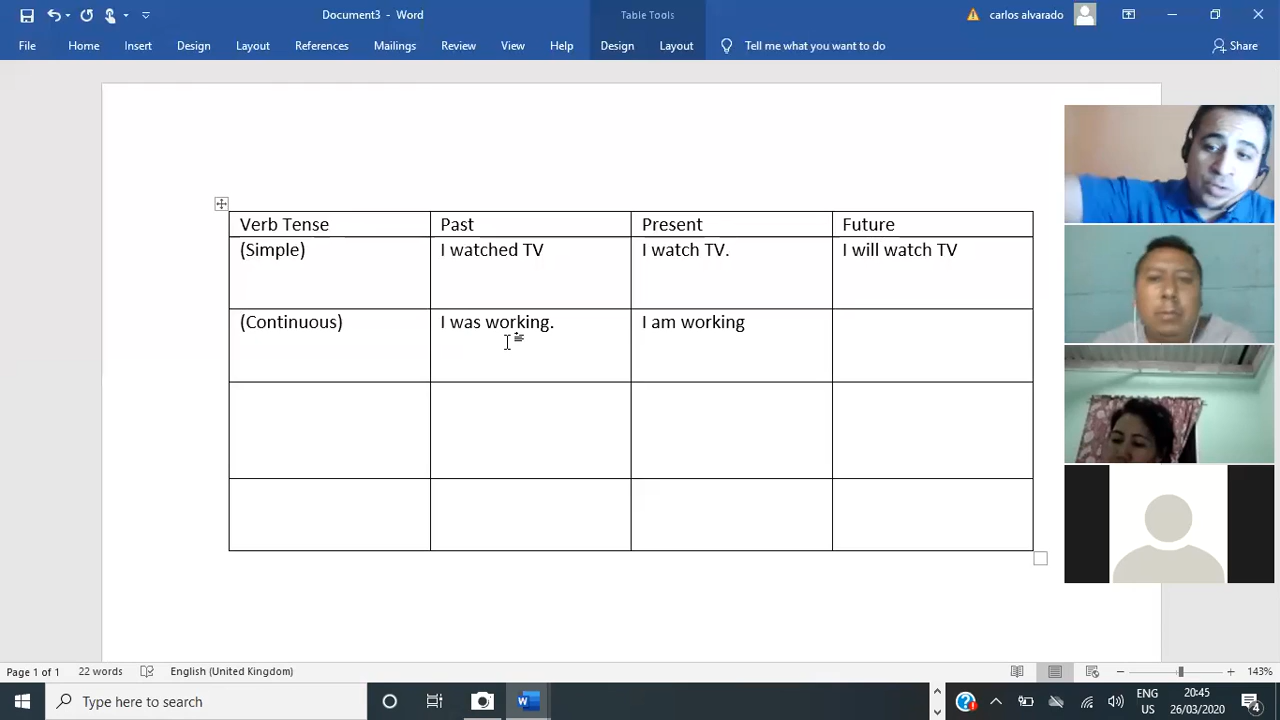 Document3 - Word
Table Tools
carlos alvarado
File Home Insert Design Layout References Mailings Review View Help Design Layout Tell me what you want to do Share
Verb Tense Past Present Future
(Simple) I watched TV I watch TV. I will watch TV
(Continuous) I was working. I am working
Page 1 of 1 22 words English (United Kingdom) 143%
Type here to search
ENG 20:45
US 26/03/2020 4